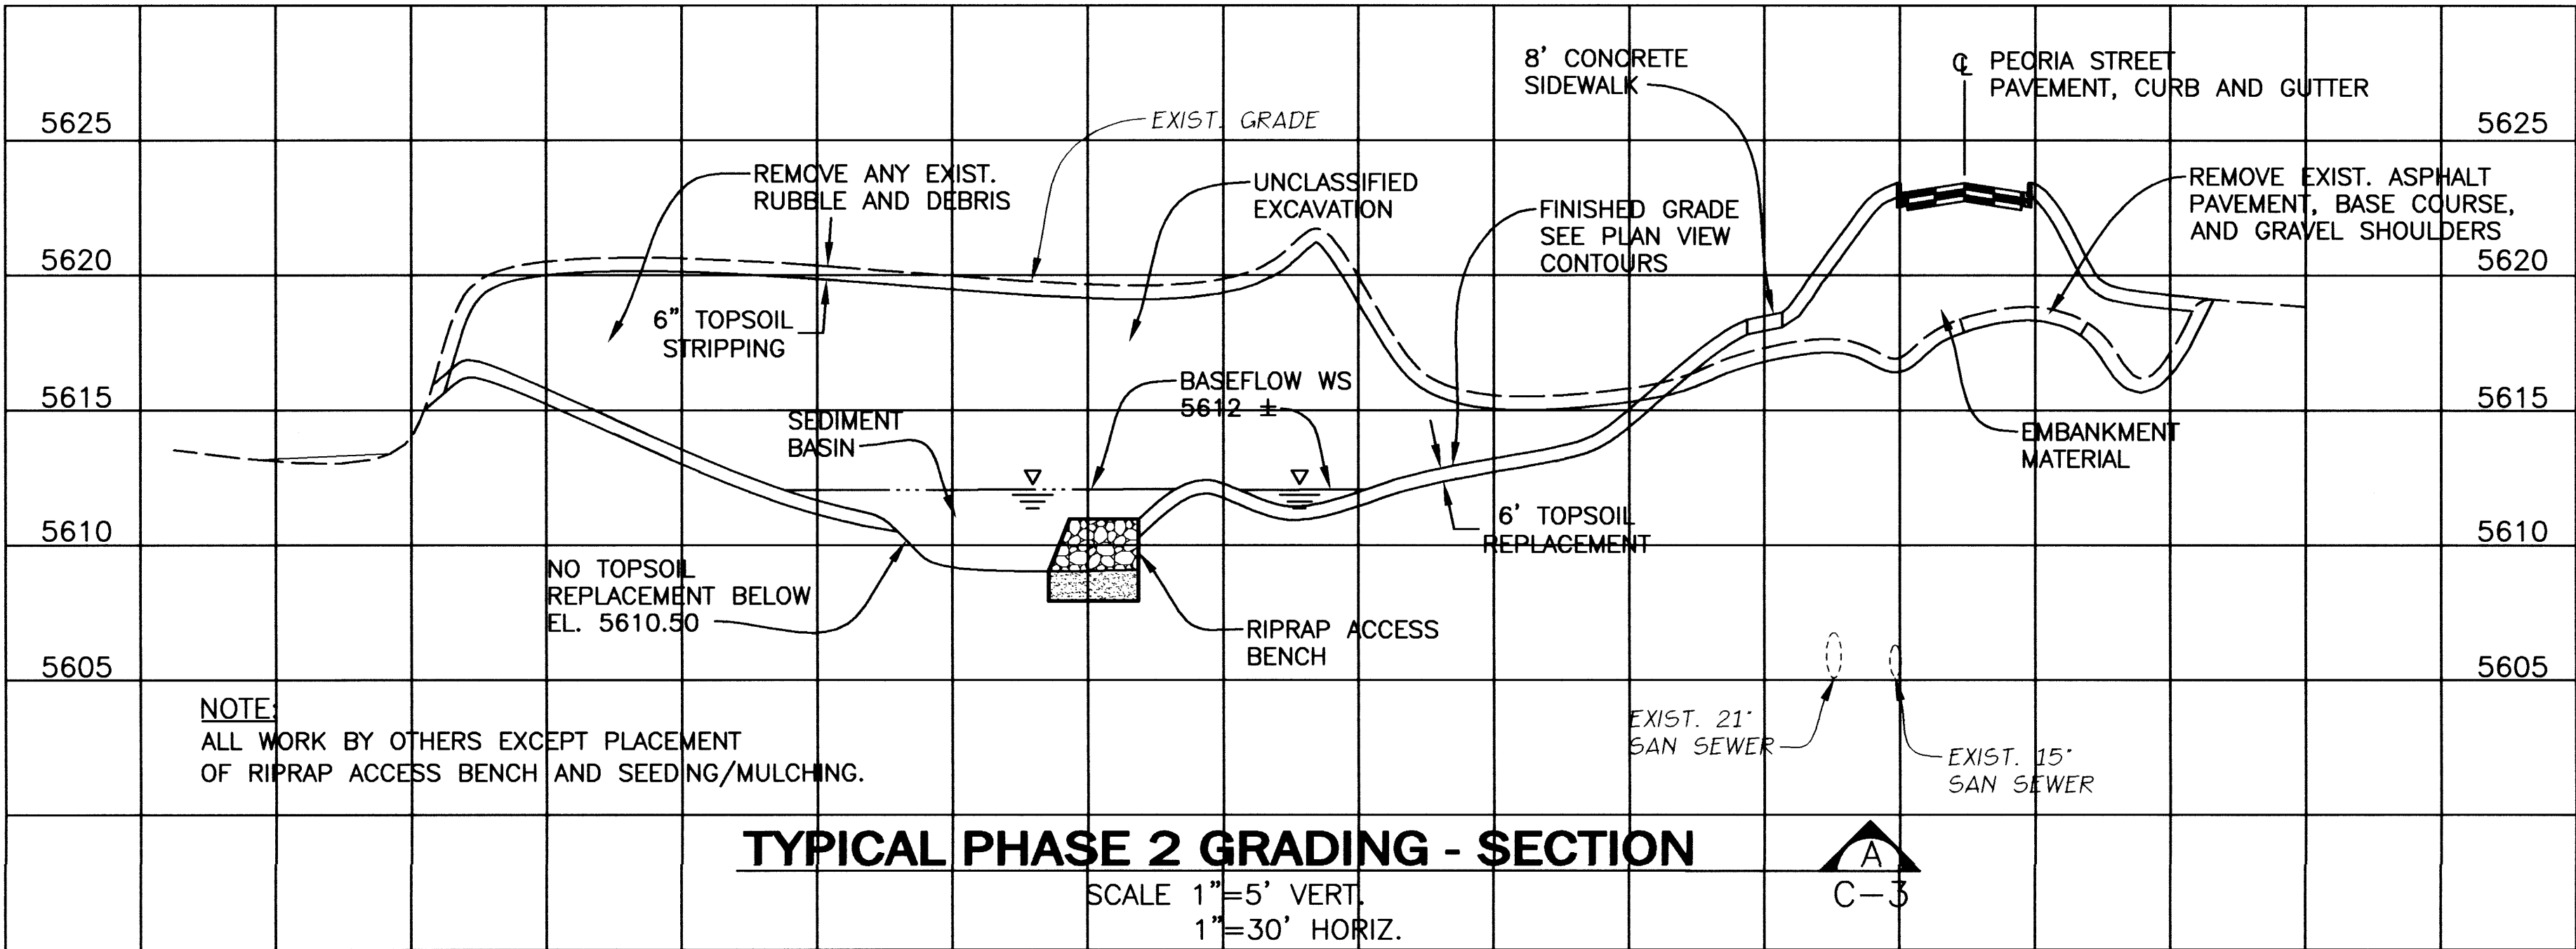 8' CONCRETE
SIDEWALK
℄ PEORIA STREET
PAVEMENT, CURB AND GUTTER
5625
EXIST. GRADE
5625
REMOVE ANY EXIST.
RUBBLE AND DEBRIS
UNCLASSIFIED
EXCAVATION
FINISHED GRADE
SEE PLAN VIEW
CONTOURS
REMOVE EXIST. ASPHALT
PAVEMENT, BASE COURSE,
AND GRAVEL SHOULDERS
5620
5620
6" TOPSOIL
STRIPPING
BASEFLOW WS
5612 ±
5615
5615
SEDIMENT
BASIN
EMBANKMENT
MATERIAL
5610
6' TOPSOIL
REPLACEMENT
5610
NO TOPSOIL
REPLACEMENT BELOW
EL. 5610.50
RIPRAP ACCESS
BENCH
5605
5605
NOTE:
ALL WORK BY OTHERS EXCEPT PLACEMENT
OF RIPRAP ACCESS BENCH AND SEEDING/MULCHING.
EXIST. 21"
SAN SEWER
EXIST. 15"
SAN SEWER
TYPICAL PHASE 2 GRADING - SECTION
A
C-3
SCALE 1"=5' VERT.
1"=30' HORIZ.